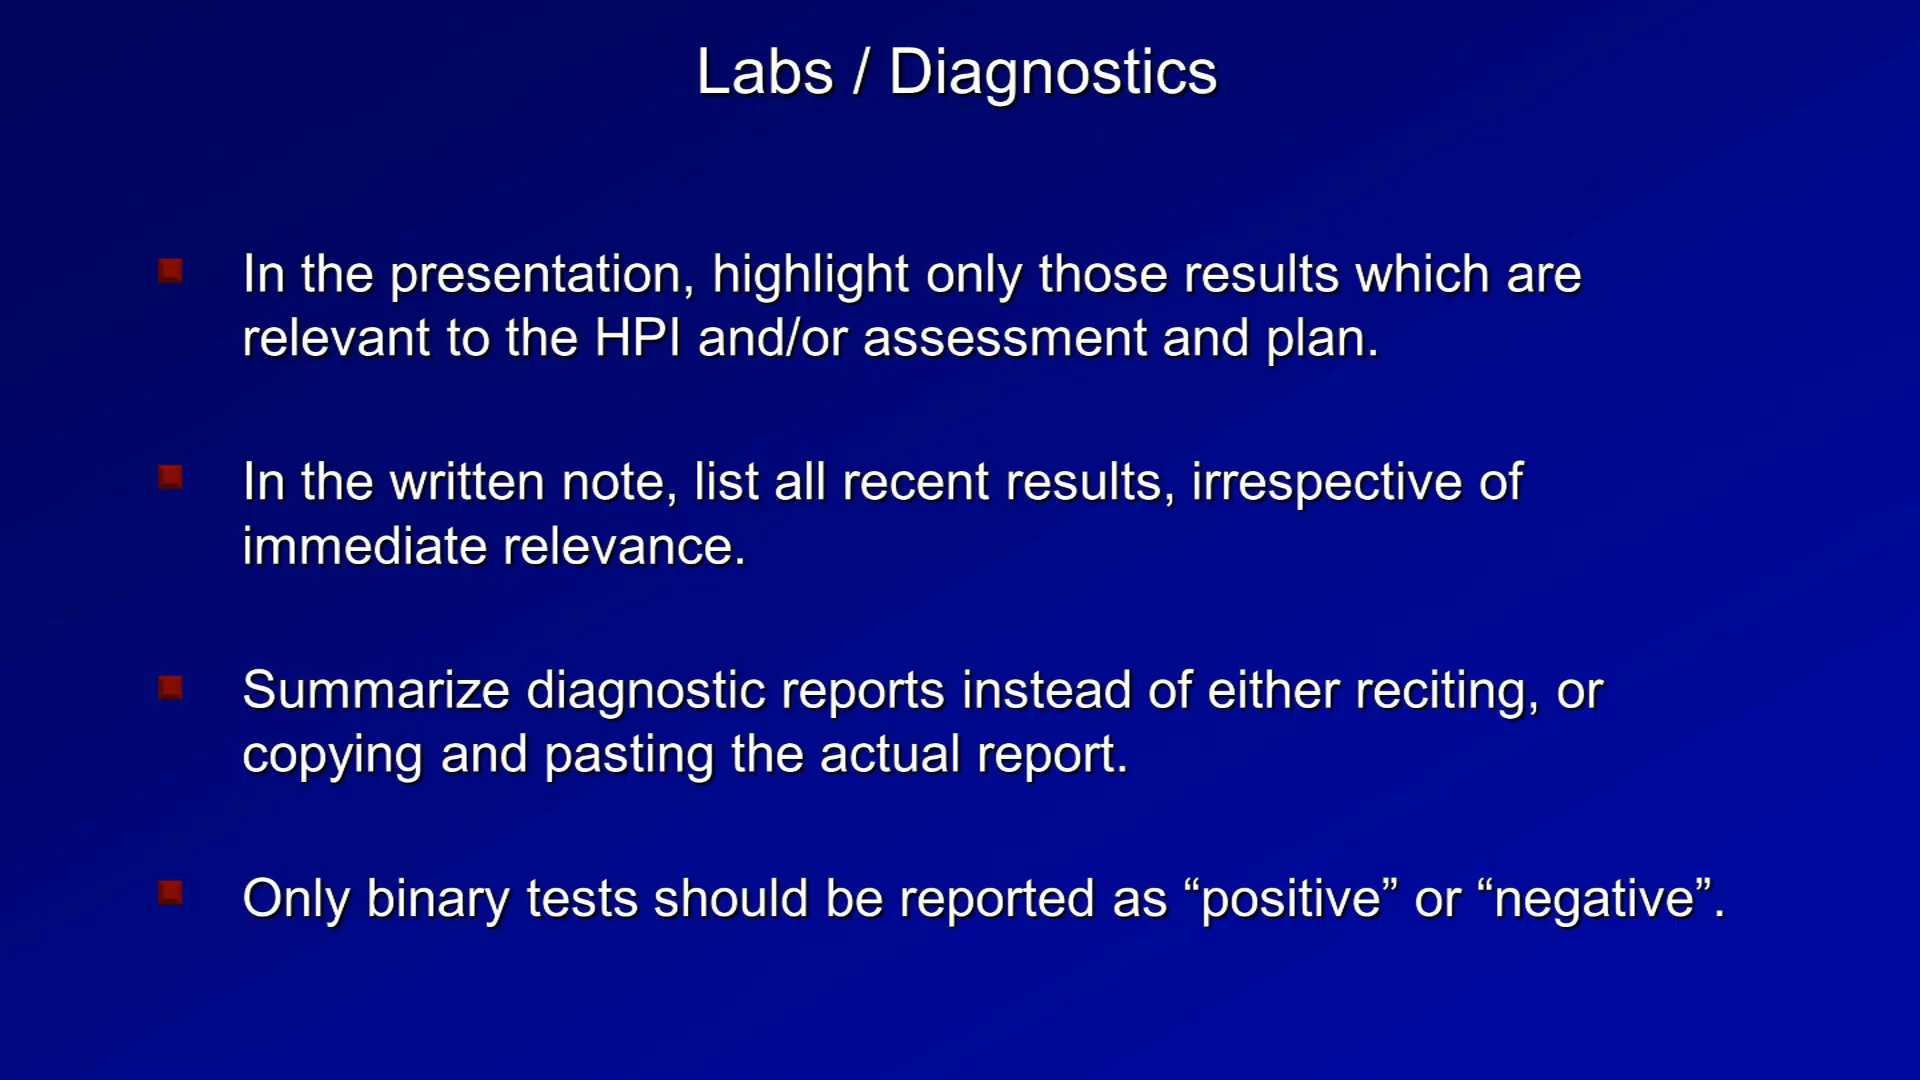 Labs / Diagnostics
In the presentation, highlight only those results which are
relevant to the HPI and/or assessment and plan.
In the written note, list all recent results, irrespective of
immediate relevance.
Summarize diagnostic reports instead of either reciting, or
copying and pasting the actual report.
Only binary tests should be reported as “positive” or “negative”.